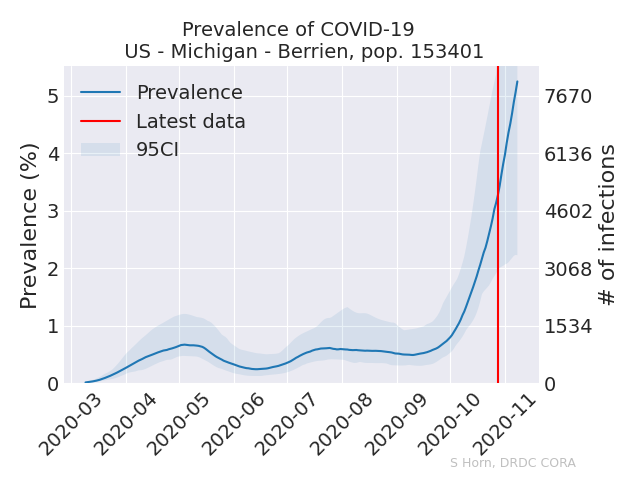 Prevalence of COVID-19
US - Michigan - Berrien, pop. 153401
Prevalence
Latest data
95CI
Prevalence (%)
5
4
3
2
1
0
7670
6136
4602
3068
1534
0
# of infections
2020-03
2020-04
2020-05
2020-06
2020-07
2020-08
2020-09
2020-10
2020-11
S Horn, DRDC CORA